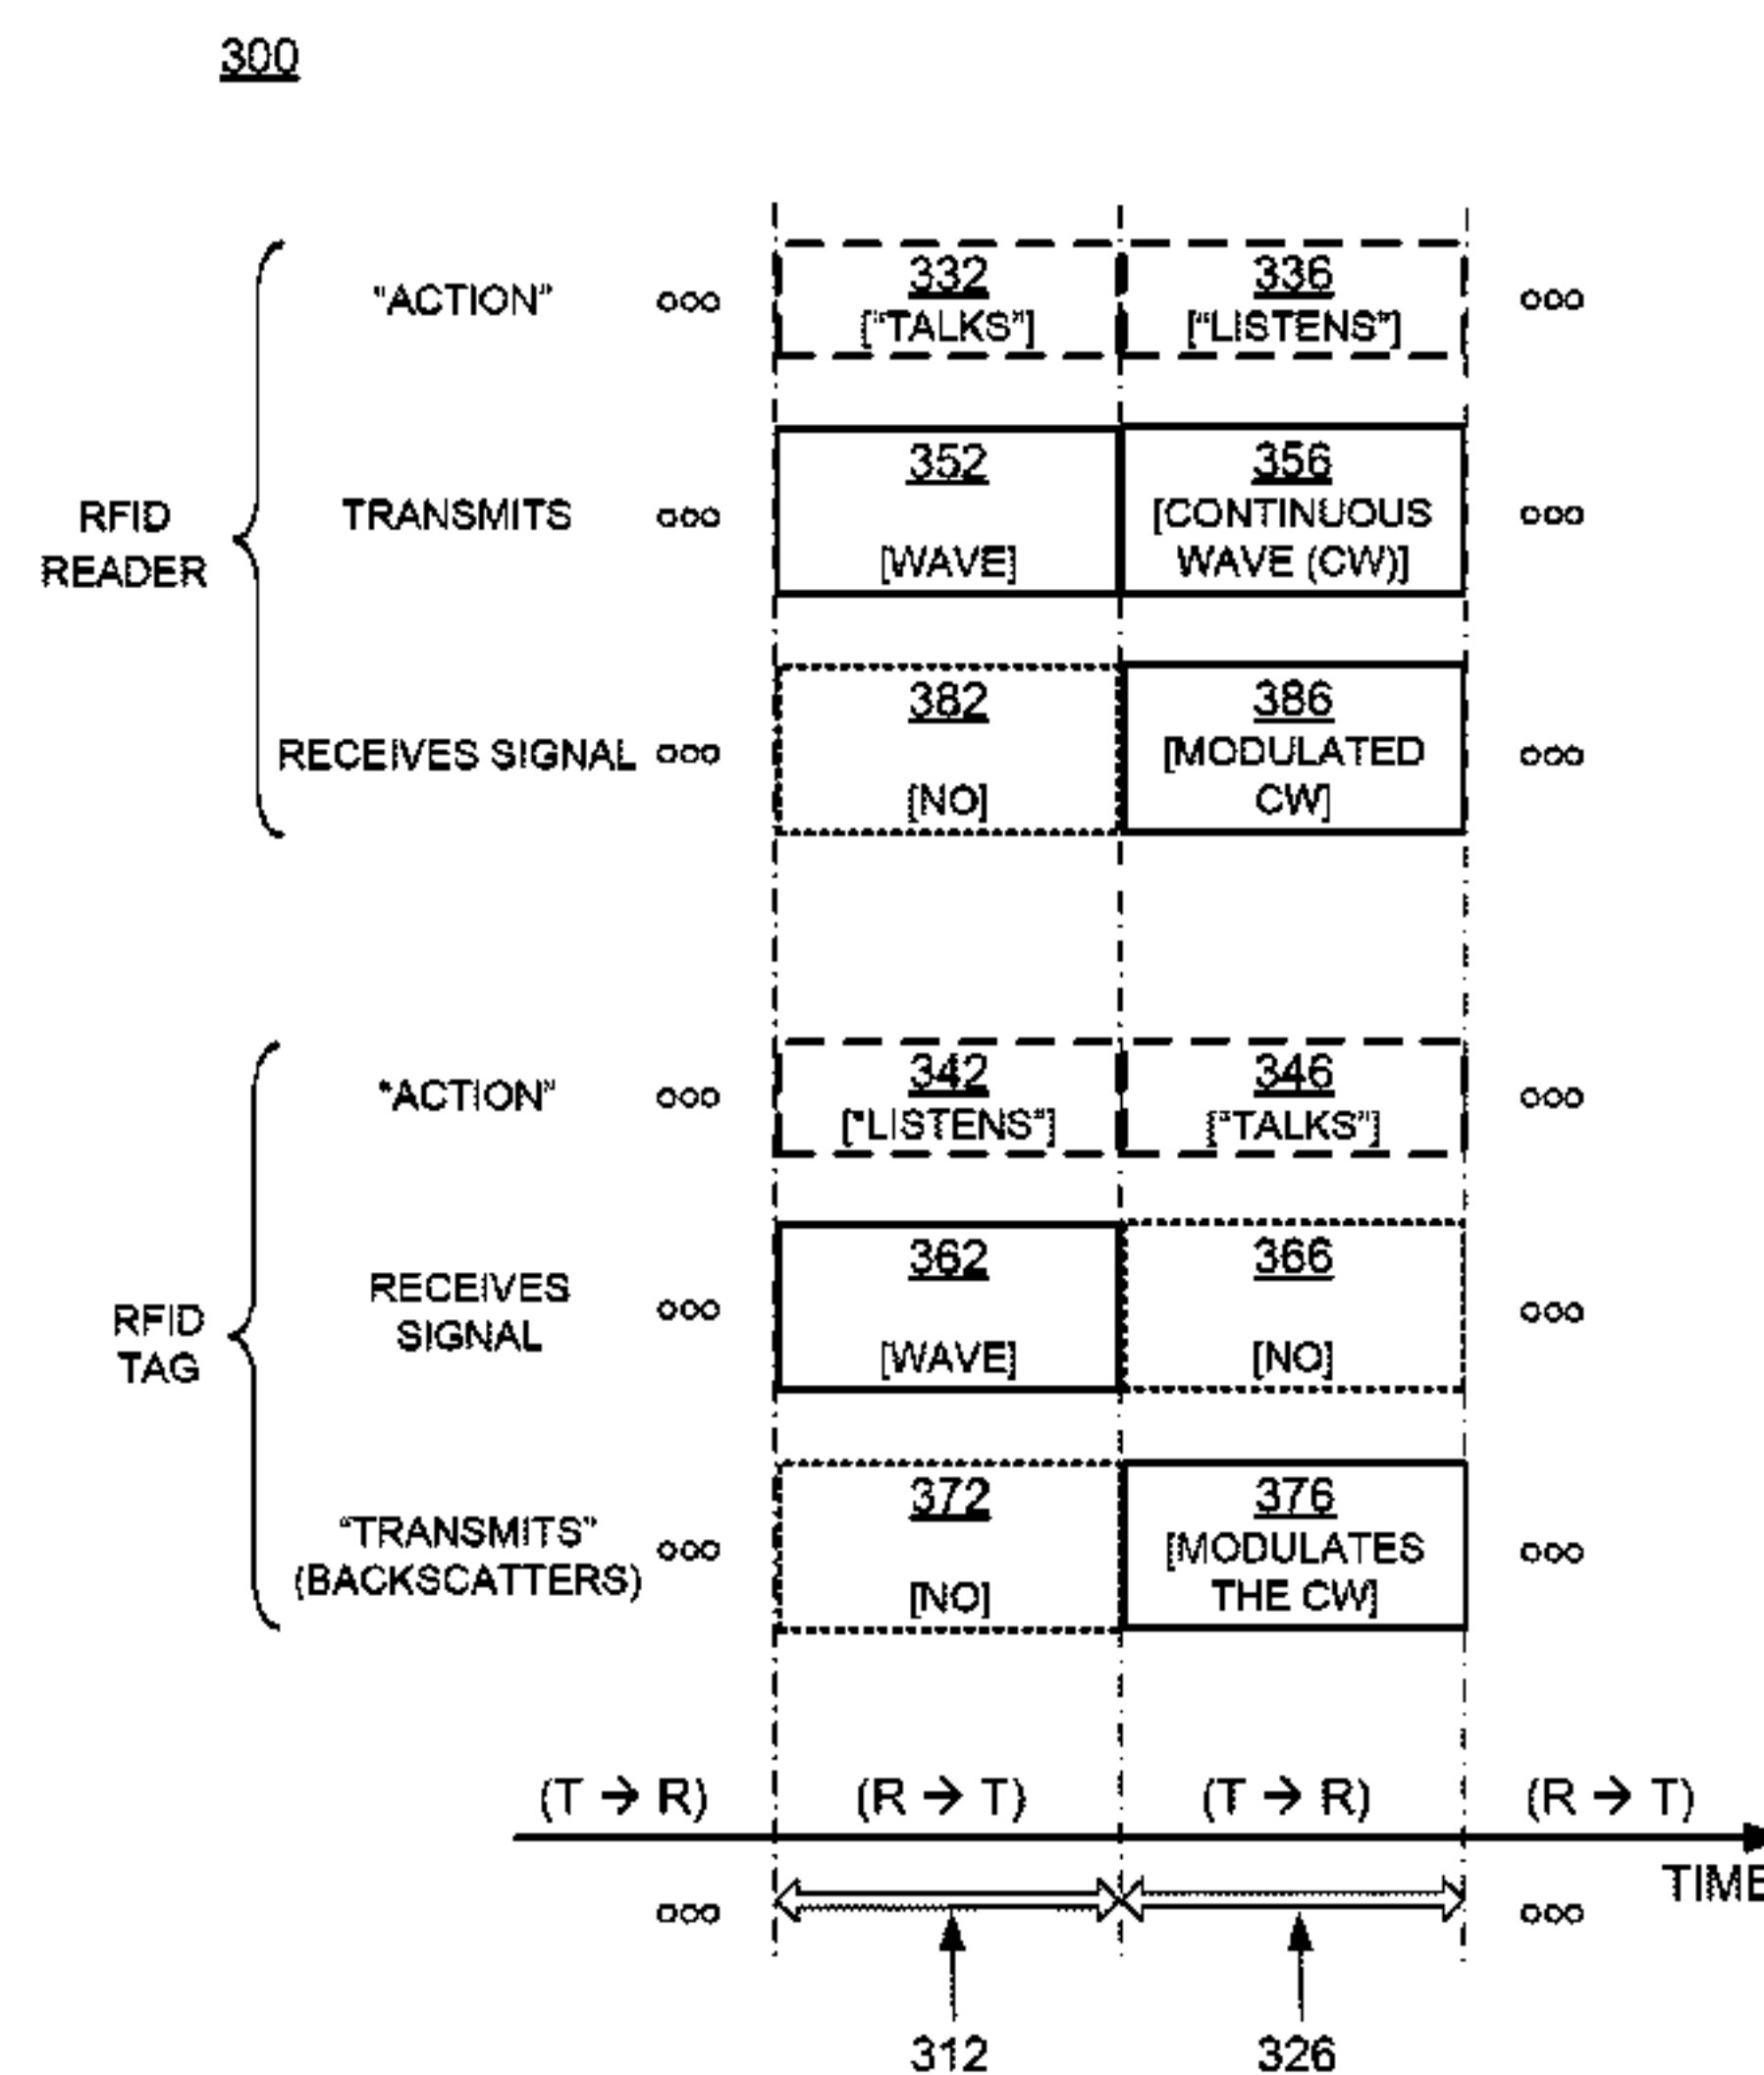 300
"ACTION"
ooo
332
["TALKS"]
336
["LISTENS"]
ooo
RFID
READER
TRANSMITS
ooo
352
[WAVE]
356
[CONTINUOUS
WAVE (CW)]
ooo
RECEIVES SIGNAL
ooo
382
[NO]
386
[MODULATED
CW]
ooo
"ACTION"
ooo
342
["LISTENS"]
346
["TALKS"]
ooo
RFID
TAG
RECEIVES
SIGNAL
ooo
362
[WAVE]
366
[NO]
ooo
"TRANSMITS"
(BACKSCATTERS)
ooo
372
[NO]
376
[MODULATES
THE CW]
ooo
(T → R)
(R → T)
(T → R)
(R → T)
TIME
ooo
ooo
312
326